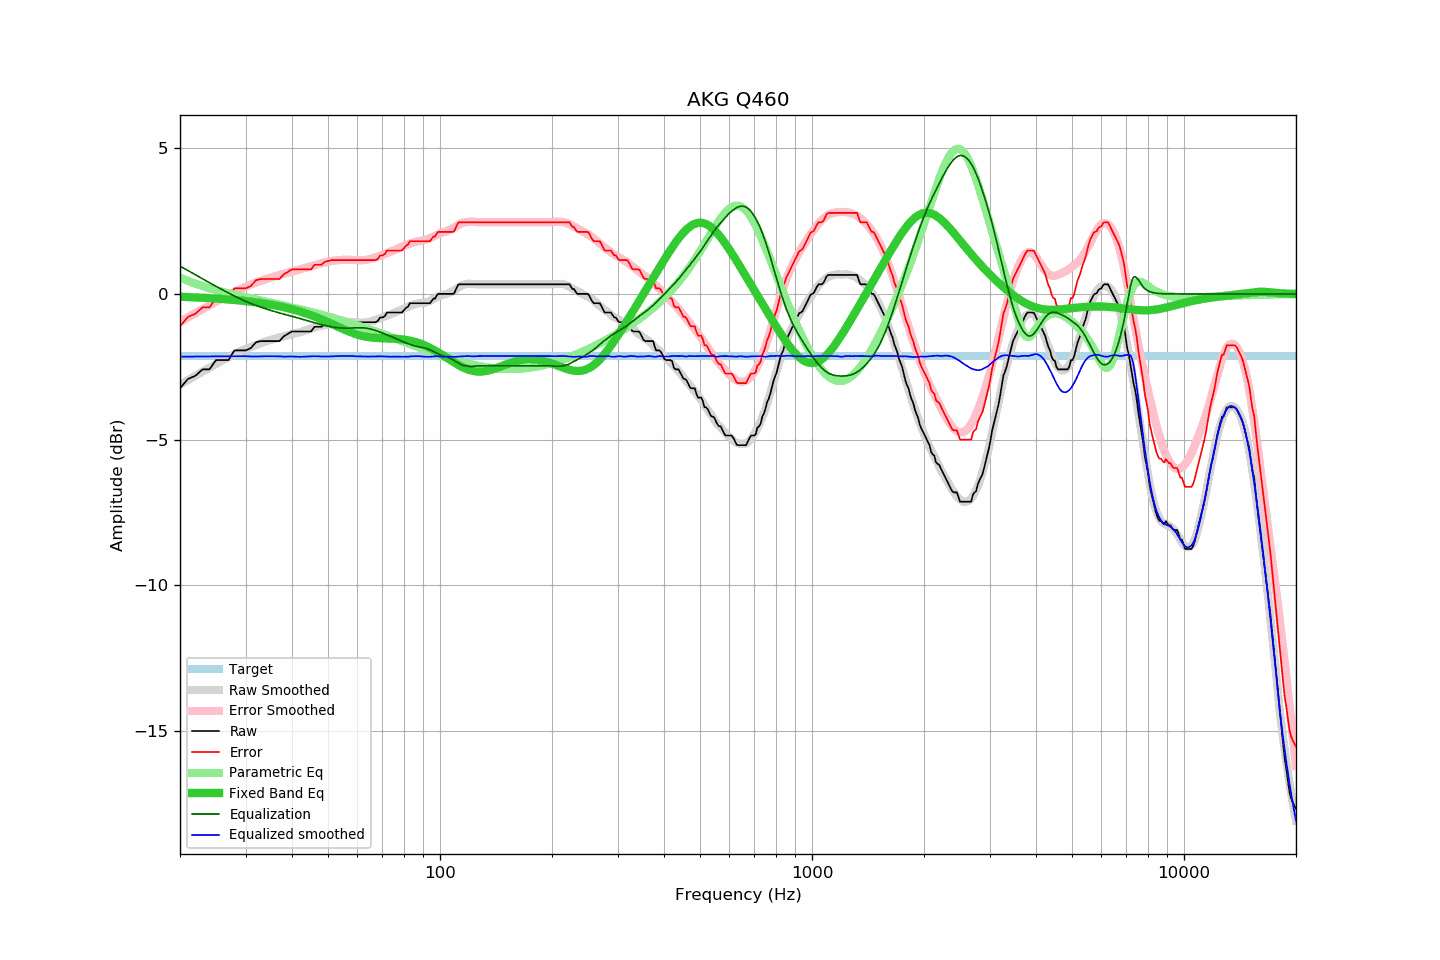 AKG Q460
5
0
−5
−10
−15
Amplitude (dBr)
Target
Raw Smoothed
Error Smoothed
Raw
Error
Parametric Eq
Fixed Band Eq
Equalization
Equalized smoothed
100
1000
10000
Frequency (Hz)